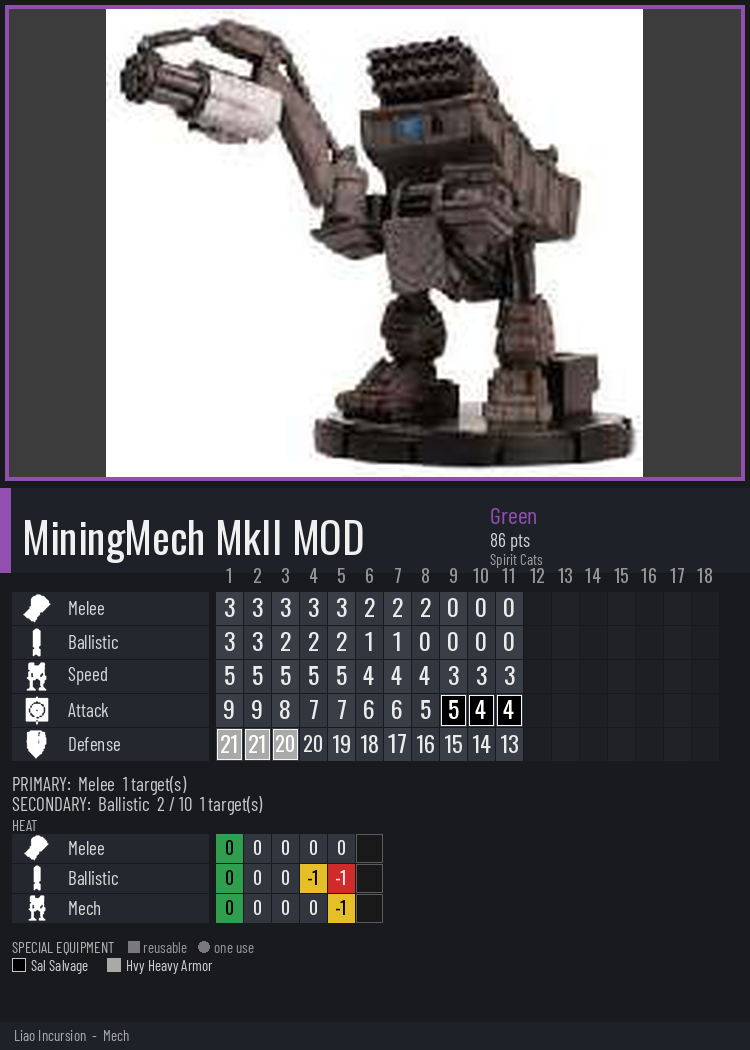 MiningMech MkII MOD
Green
86 pts
Spirit Cats
1 2 3 4 5 6 7 8 9 10 11 12 13 14 15 16 17 18
Melee 3 3 3 3 3 2 2 2 0 0 0
Ballistic 3 3 2 2 2 1 1 0 0 0 0
Speed 5 5 5 5 5 4 4 4 3 3 3
Attack 9 9 8 7 7 6 6 5 5 4 4
Defense 21 21 20 20 19 18 17 16 15 14 13
PRIMARY: Melee 1 target(s)
SECONDARY: Ballistic 2 / 10 1 target(s)
HEAT
Melee 0 0 0 0 0
Ballistic 0 0 0 -1 -1
Mech 0 0 0 0 -1
SPECIAL EQUIPMENT reusable one use
Sal Salvage Hvy Heavy Armor
Liao Incursion - Mech